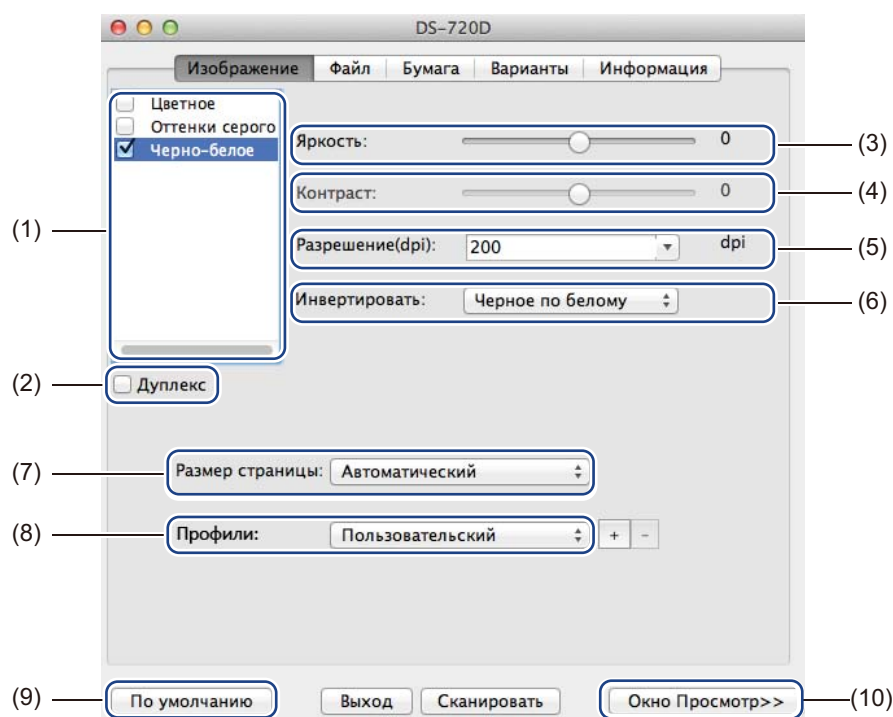 DS-720D
Изображение Файл Бумага Варианты Информация
Цветное
Оттенки серого
Черно-белое
Яркость: 0
(3)
Контраст: 0
(4)
(1)
Разрешение(dpi): 200 dpi
(5)
Инвертировать: Черное по белому
(6)
(2)
Дуплекс
(7)
Размер страницы: Автоматический
(8)
Профили: Пользовательский + -
(9)
По умолчанию Выход Сканировать Окно Просмотр>>
(10)